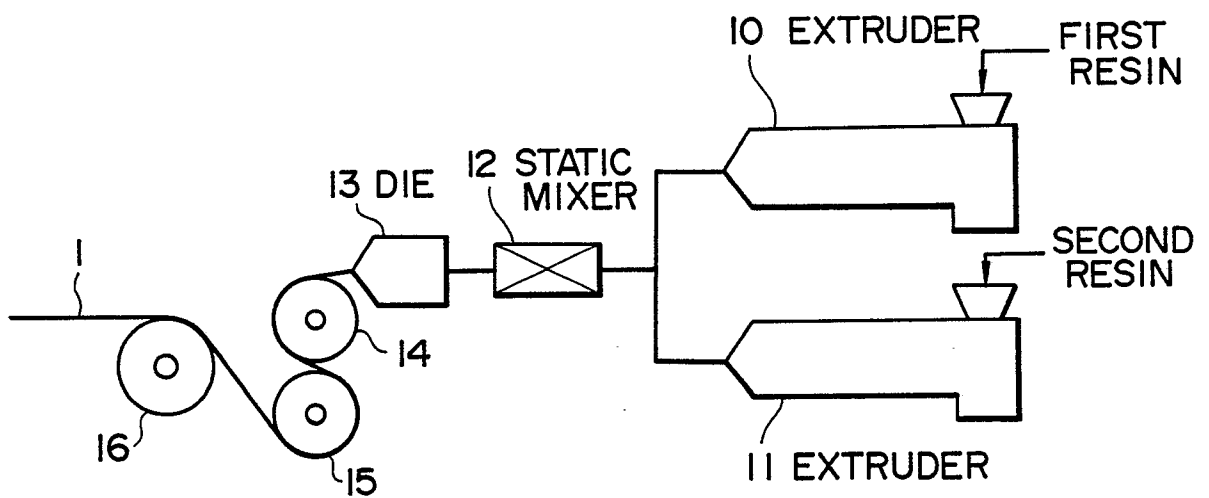 10 EXTRUDER
FIRST
RESIN
12 STATIC
MIXER
13 DIE
1
SECOND
RESIN
14
16
15
11 EXTRUDER